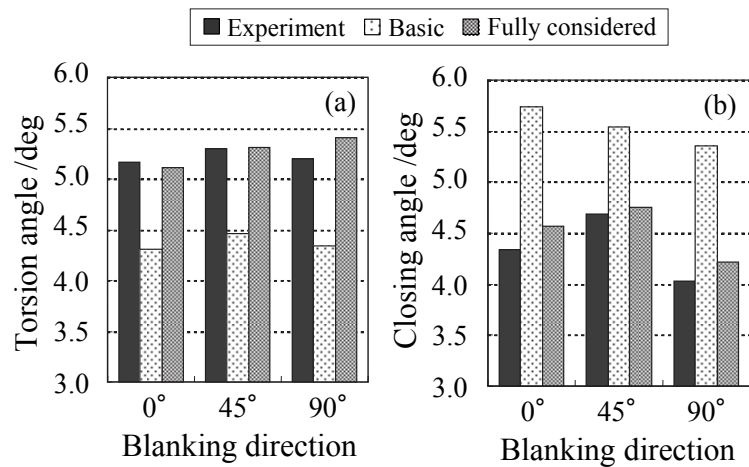 Experiment Basic Fully considered
(a)
Torsion angle /deg
6.0
5.5
5.0
4.5
4.0
3.5
3.0
0° 45° 90°
Blanking direction
(b)
Closing angle /deg
6.0
5.5
5.0
4.5
4.0
3.5
3.0
0° 45° 90°
Blanking direction